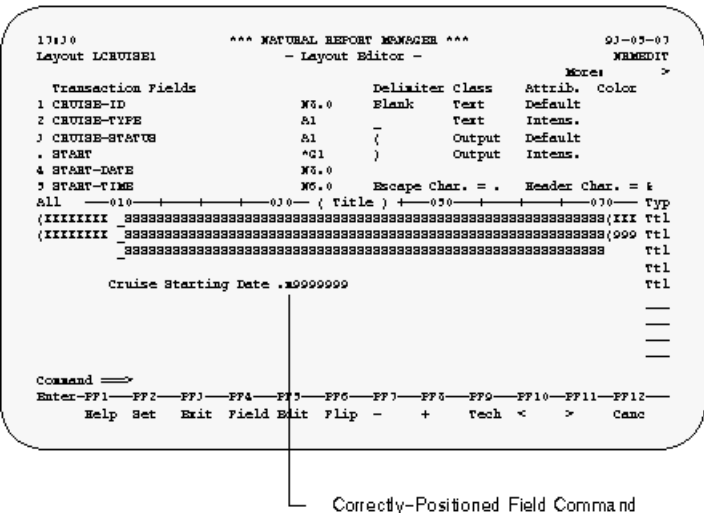 17:30 *** NATURAL REPORT MANAGER *** 93-05-07
Layout LCRUISE1 - Layout Editor - NRMEDIT
More: >
Transaction Fields Delimiter Class Attrib. Color
1 CRUISE-ID N8.0 Blank Text Default
2 CRUISE-TYPE A1 _ Text Intens.
3 CRUISE-STATUS A1 ( Output Default
. START *G1 ) Output Intens.
4 START-DATE N8.0
5 START-TIME N6.0 Escape Char. = . Header Char. = &
All ----010---+----+----030-- ( Title ) +----050----+----+----070-- Typ
(XXXXXXXX _@@@@@@@@@@@@@@@@@@@@@@@@@@@@@@@@@@@@@@@@@@@@@@@@@@@@@@@@@@(XXX Ttl
(XXXXXXXX _@@@@@@@@@@@@@@@@@@@@@@@@@@@@@@@@@@@@@@@@@@@@@@@@@@@@@@@@@@(999 Ttl
_@@@@@@@@@@@@@@@@@@@@@@@@@@@@@@@@@@@@@@@@@@@@@@@@@@@@@@@@@@ Ttl
Ttl
Cruise Starting Date .m9999999 Ttl
Command ===>
Enter-PF1---PF2---PF3---PF4---PF5---PF6---PF7---PF8---PF9---PF10--PF11--PF12---
Help Set Exit Field Edit Flip - + Tech < > Canc
Correctly-Positioned Field Command